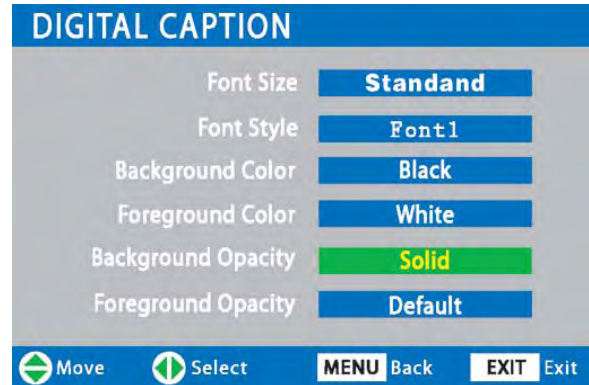 DIGITAL CAPTION
Font Size Standand
Font Style Font1
Background Color Black
Foreground Color White
Background Opacity Solid
Foreground Opacity Default
Move Select MENU Back EXIT Exit